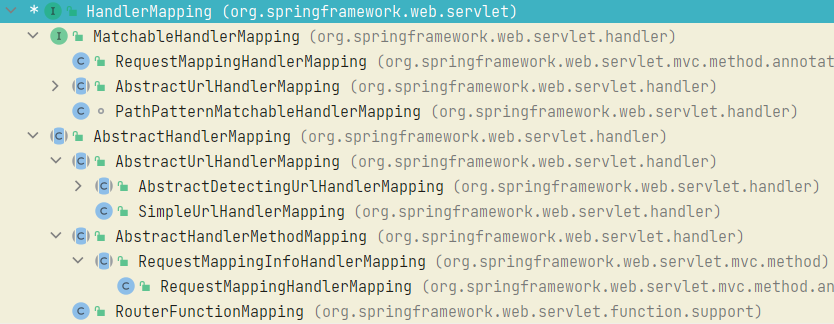 * I HandlerMapping (org.springframework.web.servlet)
I MatchableHandlerMapping (org.springframework.web.servlet.handler)
C RequestMappingHandlerMapping (org.springframework.web.servlet.mvc.method.annotat
C AbstractUrlHandlerMapping (org.springframework.web.servlet.handler)
C PathPatternMatchableHandlerMapping (org.springframework.web.servlet.handler)
C AbstractHandlerMapping (org.springframework.web.servlet.handler)
C AbstractUrlHandlerMapping (org.springframework.web.servlet.handler)
C AbstractDetectingUrlHandlerMapping (org.springframework.web.servlet.handler)
C SimpleUrlHandlerMapping (org.springframework.web.servlet.handler)
C AbstractHandlerMethodMapping (org.springframework.web.servlet.handler)
C RequestMappingInfoHandlerMapping (org.springframework.web.servlet.mvc.method)
C RequestMappingHandlerMapping (org.springframework.web.servlet.mvc.method.an
C RouterFunctionMapping (org.springframework.web.servlet.function.support)